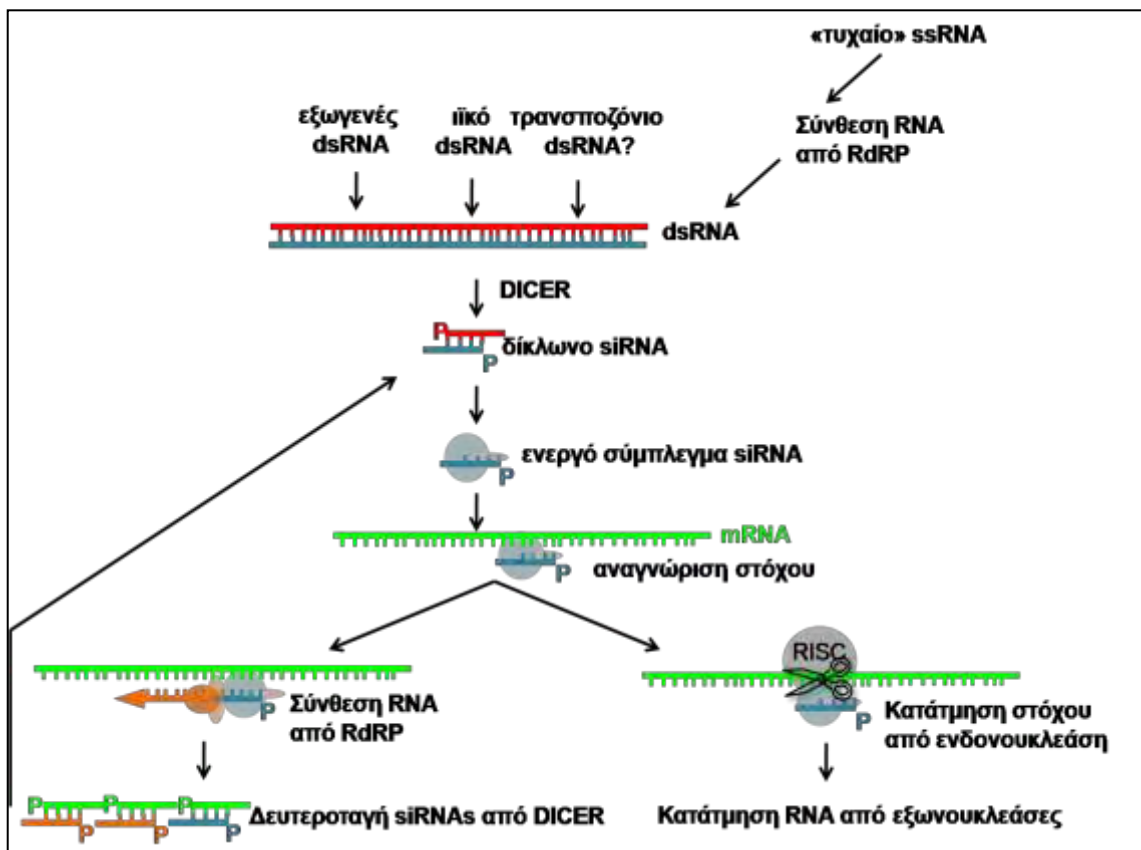 «τυχαίο» ssRNA
Σύνθεση RNA
από RdRP
εξωγενές
dsRNA
ιϊκό
dsRNA
τρανσποζόνιο
dsRNA?
dsRNA
DICER
P
δίκλωνο siRNA
P
ενεργό σύμπλεγμα siRNA
P
mRNA
αναγνώριση στόχου
P
RISC
Σύνθεση RNA
από RdRP
P
Κατάτμηση στόχου
από ενδονουκλεάση
P
P P P
Δευτεροταγή siRNAs από DICER
P P P
Κατάτμηση RNA από εξωνουκλεάσες